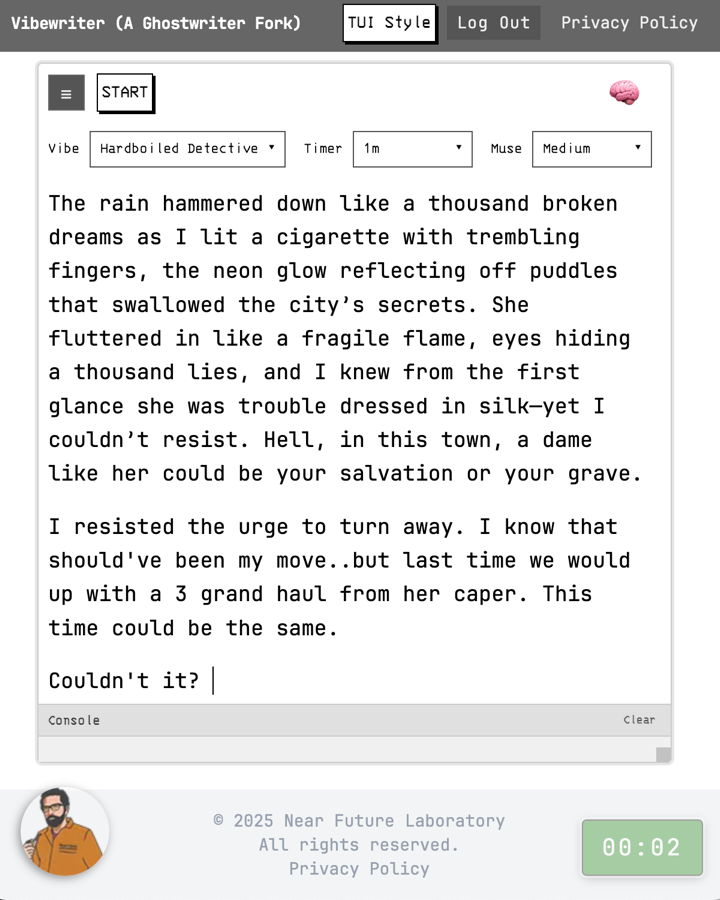 Vibewriter (A Ghostwriter Fork) TUI Style Log Out Privacy Policy
≡ START
Vibe Hardboiled Detective ▾ Timer 1m ▾ Muse Medium ▾
The rain hammered down like a thousand broken
dreams as I lit a cigarette with trembling
fingers, the neon glow reflecting off puddles
that swallowed the city’s secrets. She
fluttered in like a fragile flame, eyes hiding
a thousand lies, and I knew from the first
glance she was trouble dressed in silk—yet I
couldn’t resist. Hell, in this town, a dame
like her could be your salvation or your grave.
I resisted the urge to turn away. I know that
should've been my move..but last time we would
up with a 3 grand haul from her caper. This
time could be the same.
Couldn't it?
Console Clear
© 2025 Near Future Laboratory
All rights reserved.
Privacy Policy
00:02